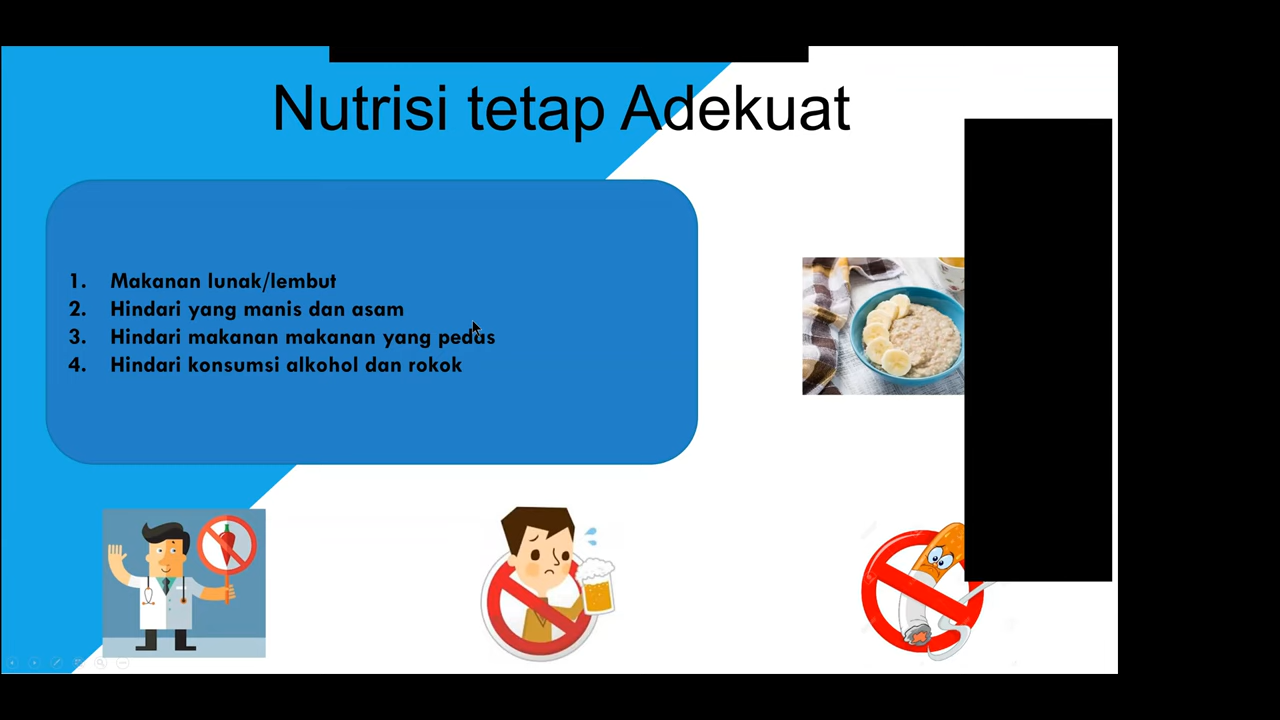 Nutrisi tetap Adekuat
1. Makanan lunak/lembut
2. Hindari yang manis dan asam
3. Hindari makanan makanan yang pedas
4. Hindari konsumsi alkohol dan rokok